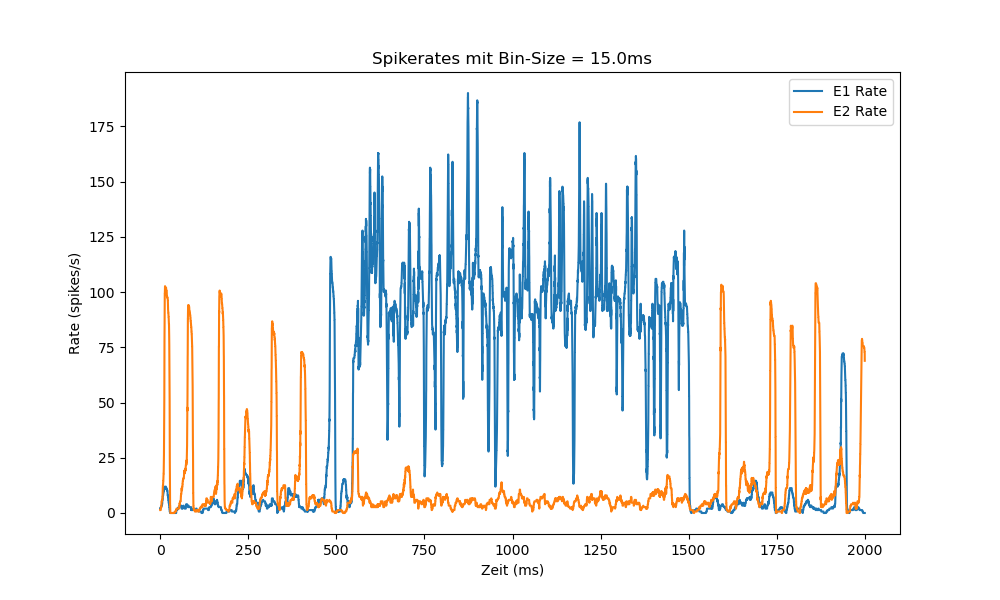 Spikerates mit Bin-Size = 15.0ms
E1 Rate
E2 Rate
Rate (spikes/s)
175
150
125
100
75
50
25
0
0 250 500 750 1000 1250 1500 1750 2000
Zeit (ms)